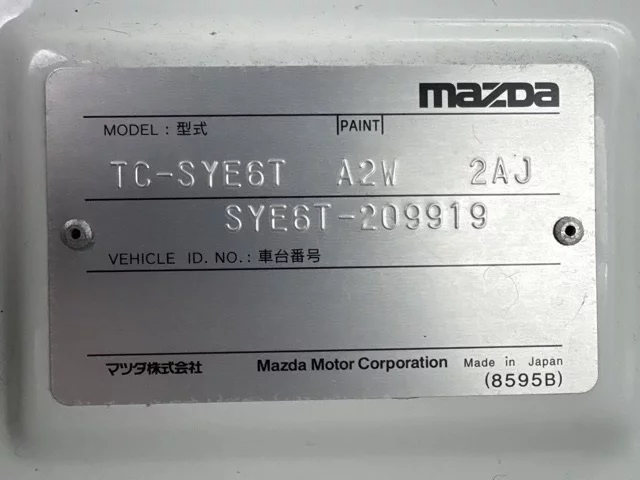 mazda
MODEL : 型式 PAINT
TC-SYE6T A2W 2AJ
SYE6T-209919
VEHICLE ID. NO. : 車台番号
マツダ株式会社 Mazda Motor Corporation Made in Japan
(8595B)